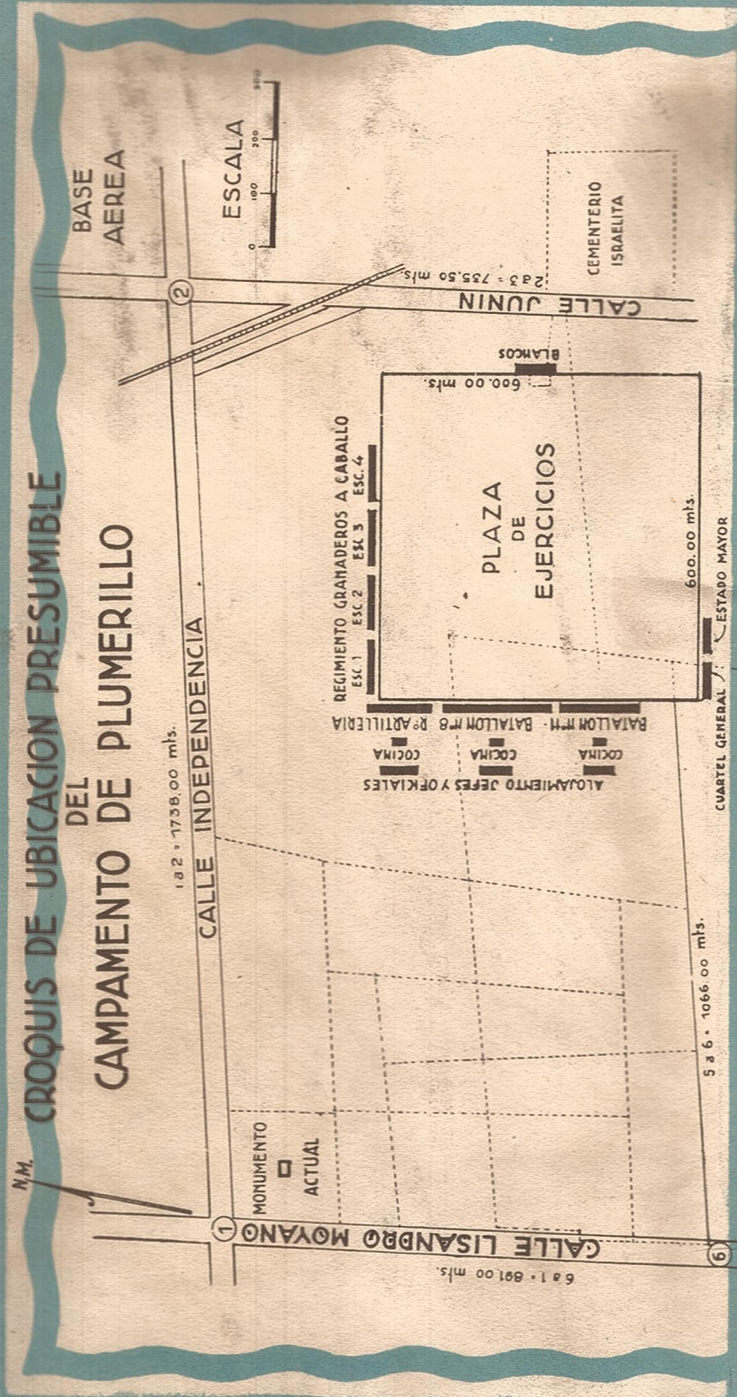 CROQUIS DE UBICACION PRESUMIBLE
DEL
CAMPAMENTO DE PLUMERILLO
N.M.
BASE
AEREA
ESCALA
0 100 200 300
2
1 a 2 = 1738,00 mts.
CALLE INDEPENDENCIA
2 a 3 = 735.50 mts.
CALLE JUNIN
CEMENTERIO
ISRAELITA
BLANCOS
600.00 mts.
REGIMIENTO GRANADEROS A CABALLO
ESC. 1 ESC. 2 ESC 3 ESC. 4
PLAZA
DE
EJERCICIOS
600.00 mts.
ESTADO MAYOR
CUARTEL GENERAL
Rº ARTILLERIA
BATALLON Nº 8
BATALLON Nº 11
COCINA
COCINA
COCINA
ALOJAMIENTO JEFES Y OFICIALES
5 a 6 = 1066.00 mts.
MONUMENTO
ACTUAL
1
CALLE LISANDRO MOYANO
6 a 1 = 891.00 mts.
6